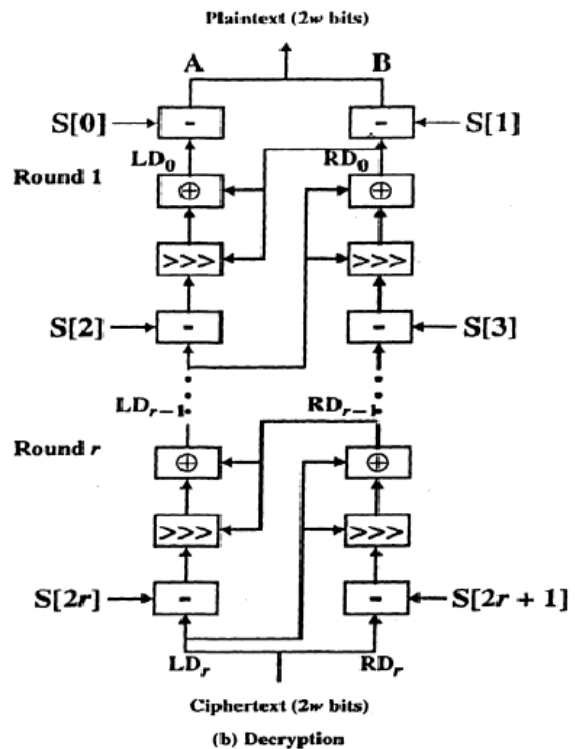 Plaintext (2w bits)
A B
S[0] - - S[1]
LD0 RD0
Round 1 ⊕ ⊕
>>> >>>
S[2] - - S[3]
LDr−1 RDr−1
Round r ⊕ ⊕
>>> >>>
S[2r] - - S[2r + 1]
LDr RDr
Ciphertext (2w bits)
(b) Decryption